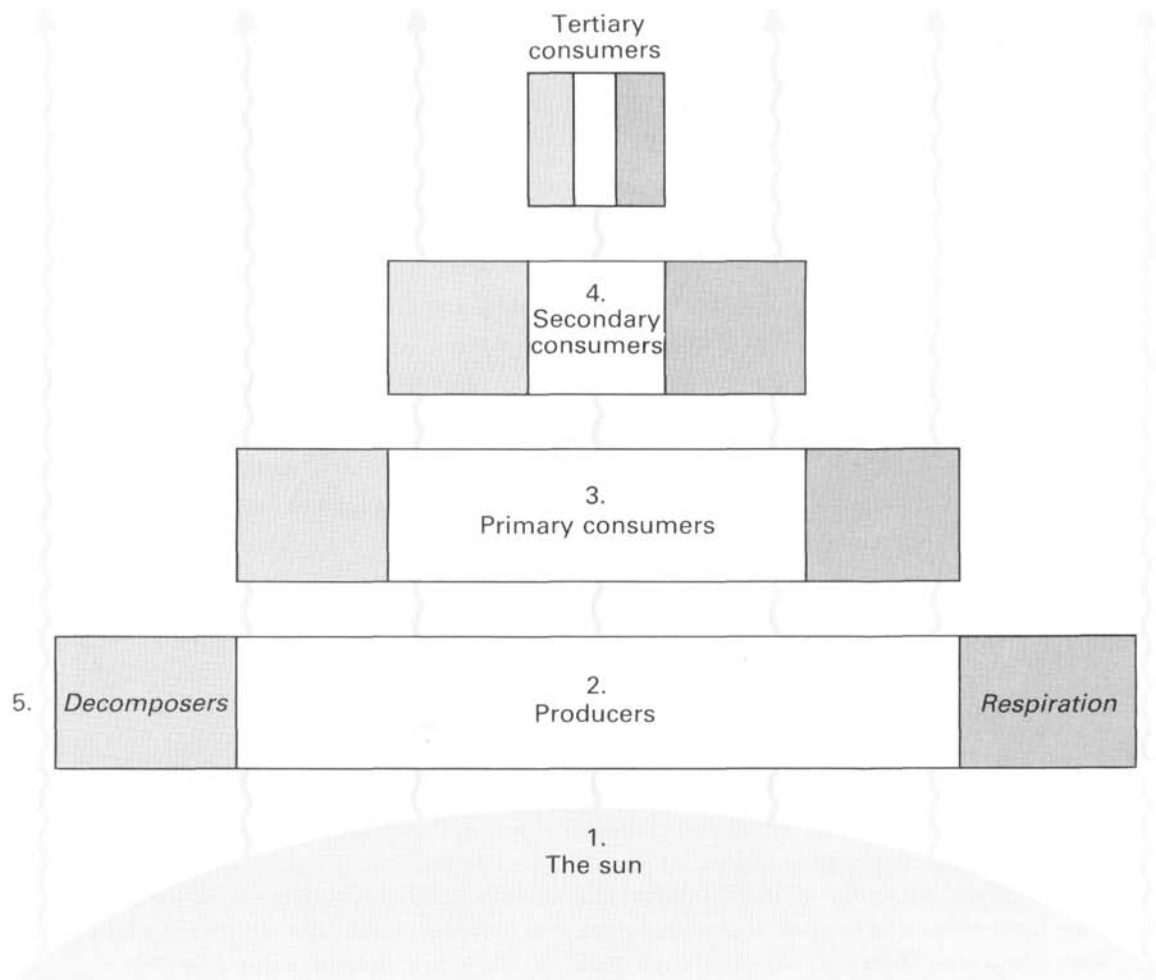 Tertiary
consumers
4.
Secondary
consumers
3.
Primary consumers
5. Decomposers
2.
Producers
Respiration
1.
The sun